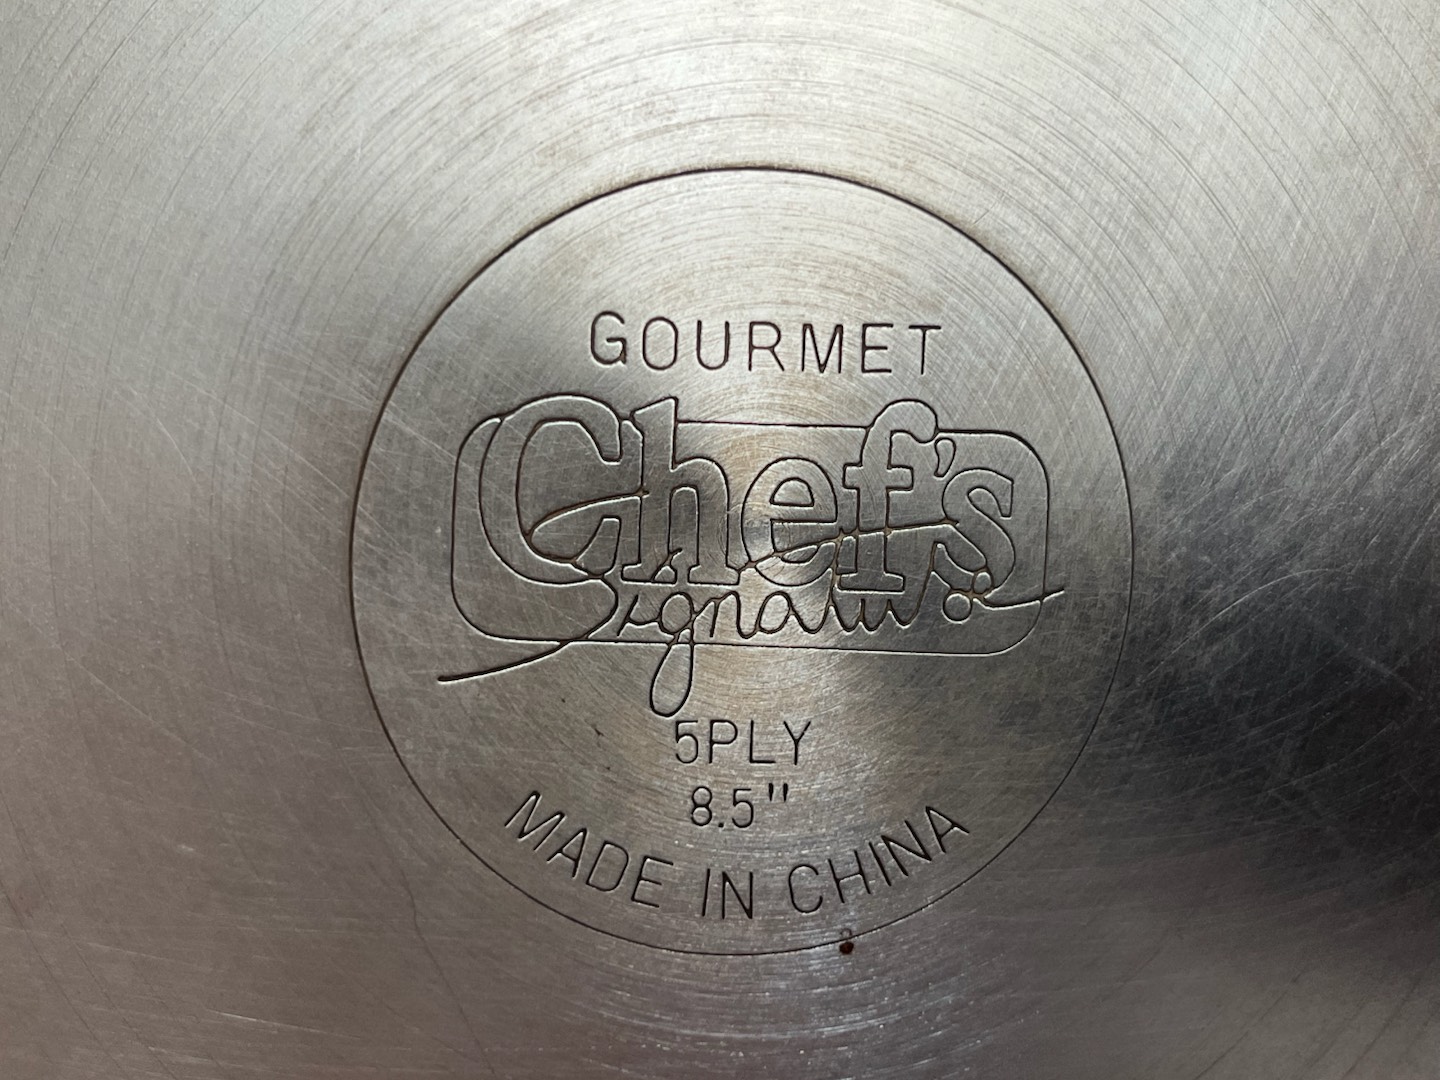 GOURMET
Chef's
Signature
5PLY
8.5"
MADE IN CHINA